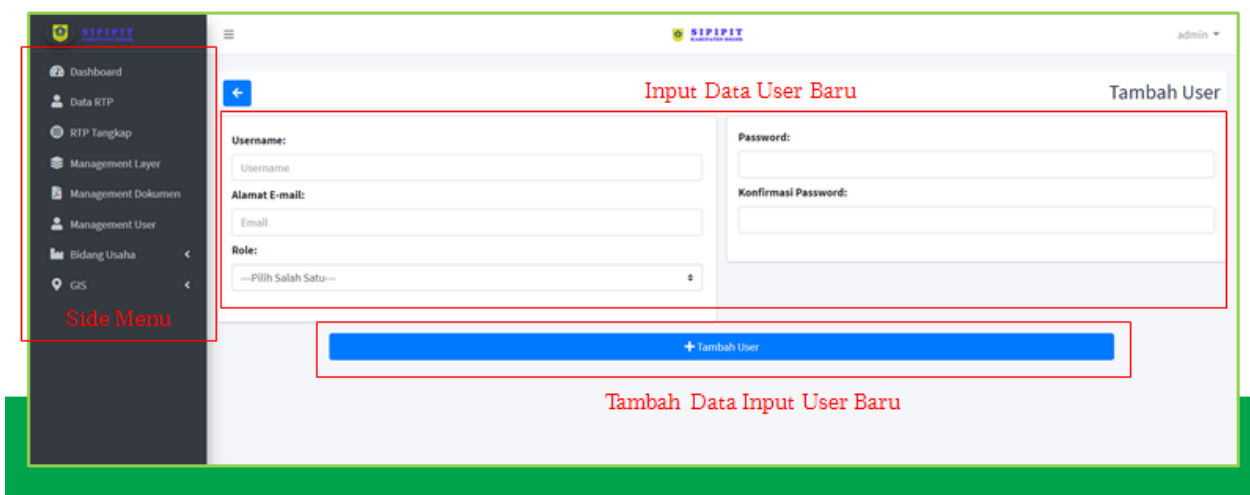 SIPIPIT
SIPIPIT
KABUPATEN BOGOR
admin
Dashboard
Data RTP
RTP Tangkap
Management Layer
Management Dokumen
Management User
Bidang Usaha
GIS
Side Menu
Input Data User Baru
Tambah User
Username:
Username
Alamat E-mail:
Email
Role:
---Pilih Salah Satu---
Password:
Konfirmasi Password:
Tambah User
Tambah Data Input User Baru